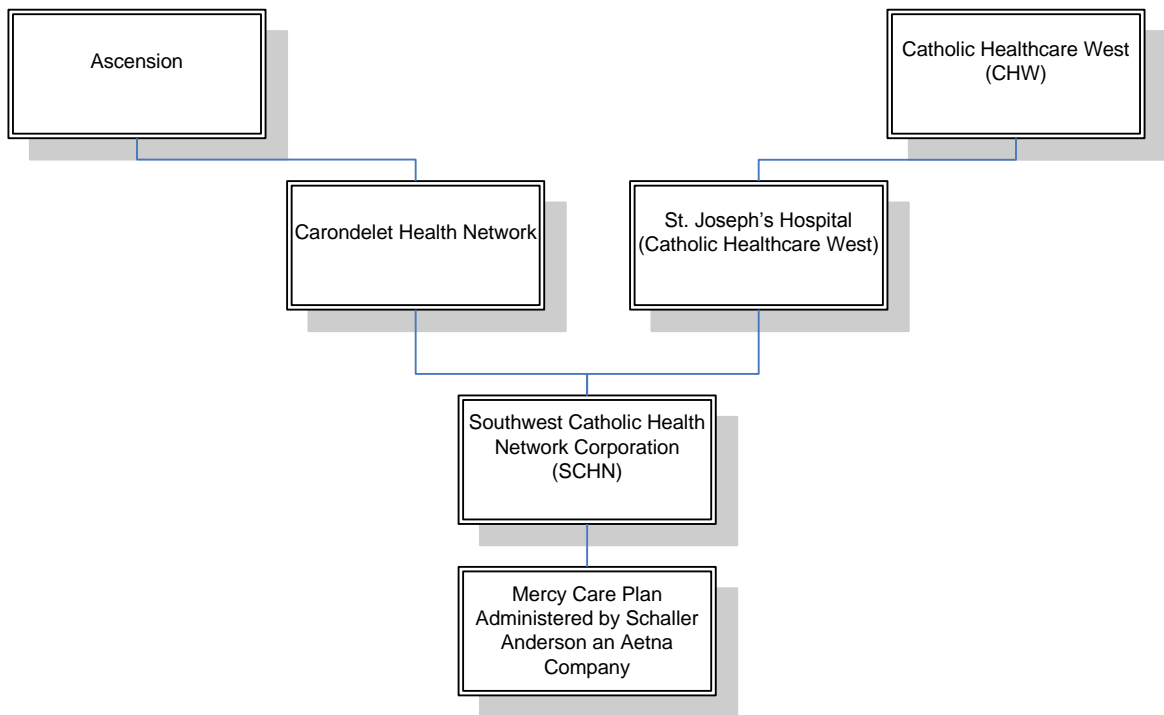 Ascension
Catholic Healthcare West
(CHW)
Carondelet Health Network
St. Joseph’s Hospital
(Catholic Healthcare West)
Southwest Catholic Health
Network Corporation
(SCHN)
Mercy Care Plan
Administered by Schaller
Anderson an Aetna
Company